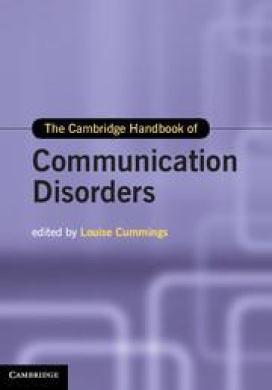 The Cambridge Handbook of
Communication
Disorders
edited by Louise Cummings
CAMBRIDGE